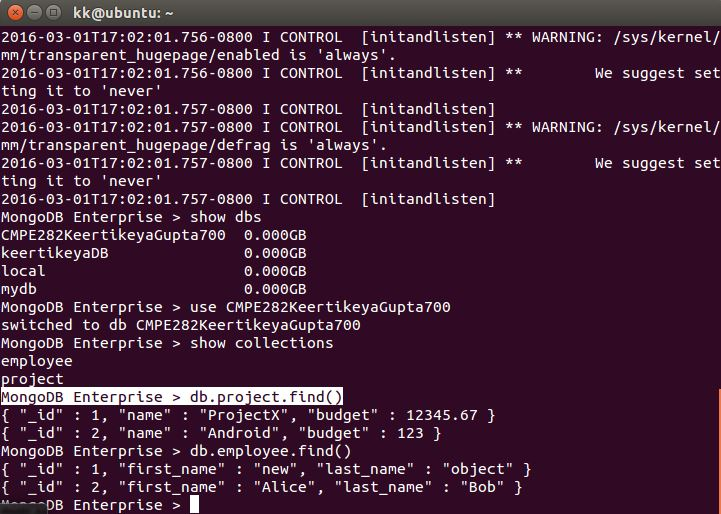 kk@ubuntu: ~
2016-03-01T17:02:01.756-0800 I CONTROL  [initandlisten] ** WARNING: /sys/kernel/
mm/transparent_hugepage/enabled is 'always'.
2016-03-01T17:02:01.756-0800 I CONTROL  [initandlisten] **        We suggest set
ting it to 'never'
2016-03-01T17:02:01.757-0800 I CONTROL  [initandlisten]
2016-03-01T17:02:01.757-0800 I CONTROL  [initandlisten] ** WARNING: /sys/kernel/
mm/transparent_hugepage/defrag is 'always'.
2016-03-01T17:02:01.757-0800 I CONTROL  [initandlisten] **        We suggest set
ting it to 'never'
2016-03-01T17:02:01.757-0800 I CONTROL  [initandlisten]
MongoDB Enterprise > show dbs
CMPE282KeertikeyaGupta700  0.000GB
keertikeyaDB               0.000GB
local                      0.000GB
mydb                       0.000GB
MongoDB Enterprise > use CMPE282KeertikeyaGupta700
switched to db CMPE282KeertikeyaGupta700
MongoDB Enterprise > show collections
employee
project
MongoDB Enterprise > db.project.find()
{ "_id" : 1, "name" : "ProjectX", "budget" : 12345.67 }
{ "_id" : 2, "name" : "Android", "budget" : 123 }
MongoDB Enterprise > db.employee.find()
{ "_id" : 1, "first_name" : "new", "last_name" : "object" }
{ "_id" : 2, "first_name" : "Alice", "last_name" : "Bob" }
MongoDB Enterprise >